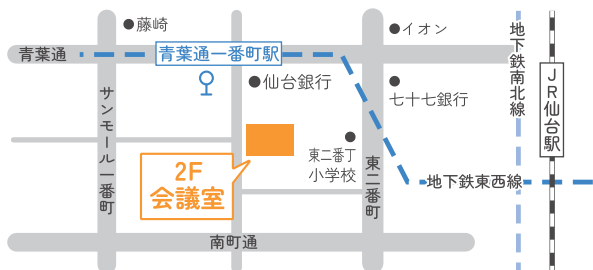 藤崎
イオン
地下鉄南北線
青葉通
青葉通一番町駅
仙台銀行
七十七銀行
JR仙台駅
サンモール一番町
東二番丁
小学校
2F
会議室
東二番町
地下鉄東西線
南町通